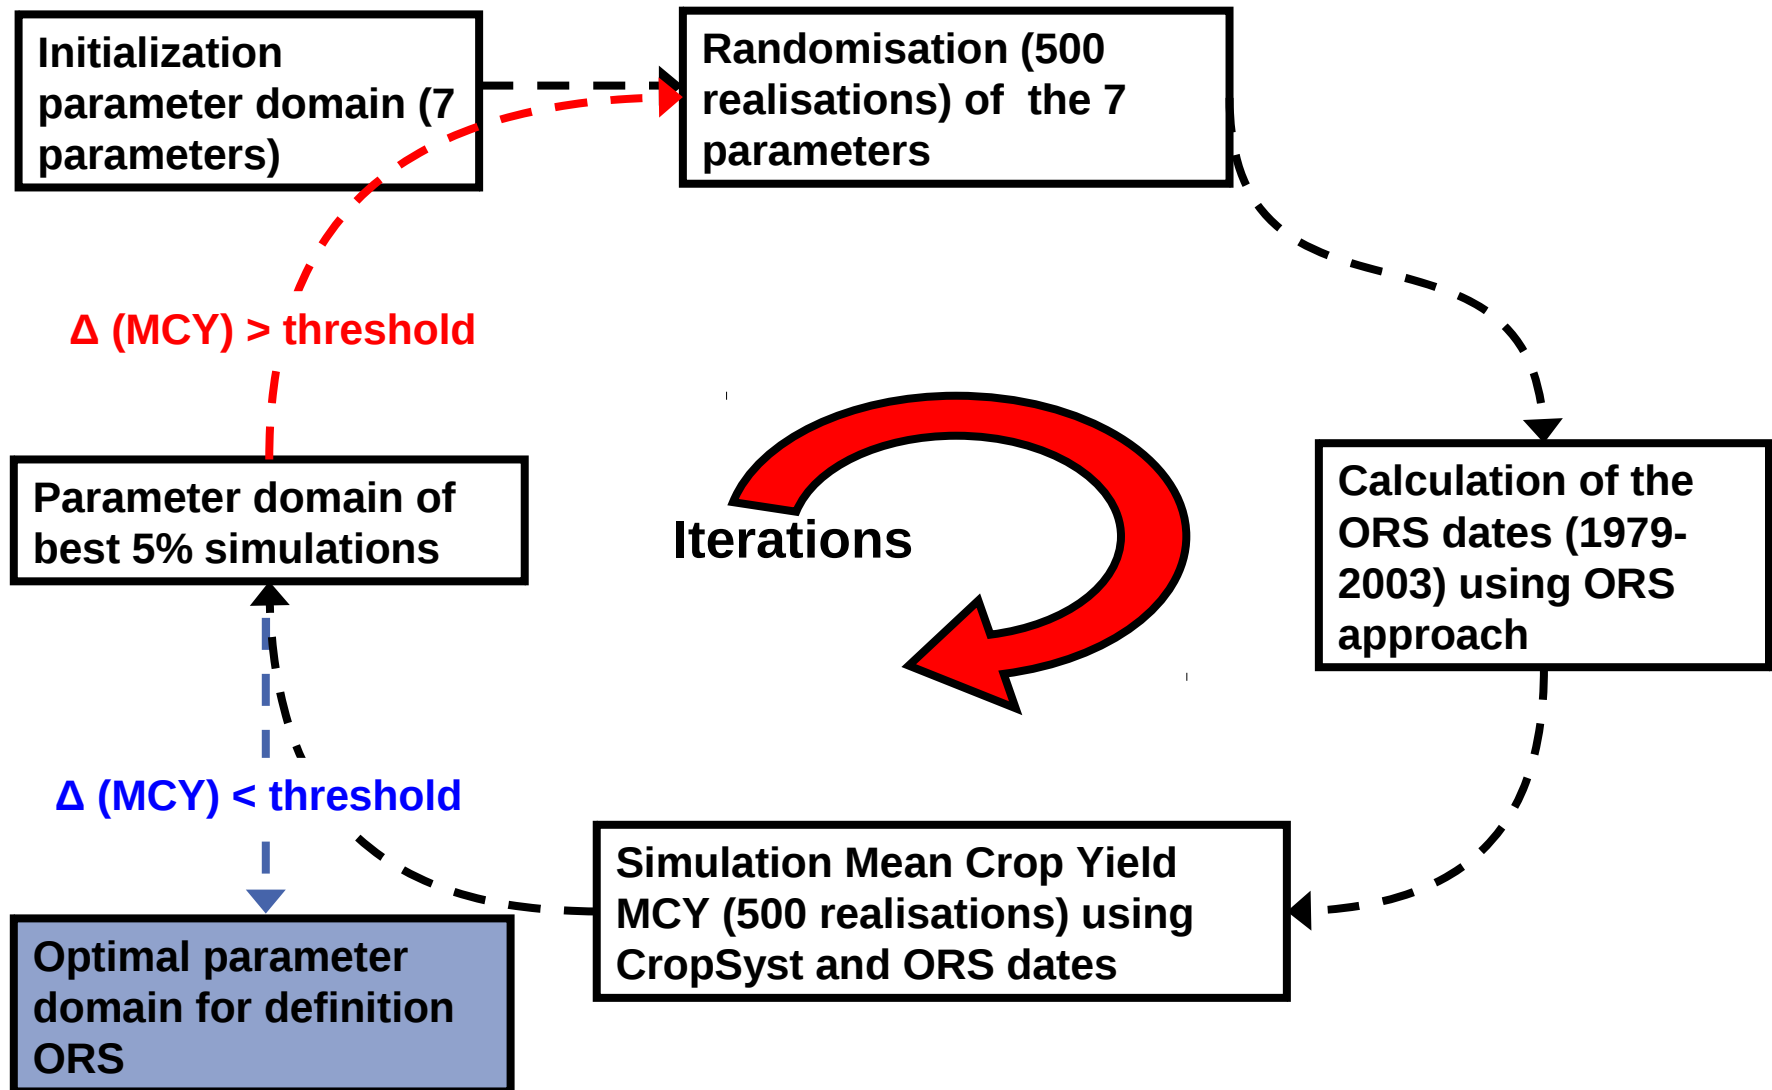 Initialization
parameter domain (7
parameters)
Randomisation (500
realisations) of the 7
parameters
Δ (MCY) > threshold
Parameter domain of
best 5% simulations
Iterations
Calculation of the
ORS dates (1979-
2003) using ORS
approach
Δ (MCY) < threshold
Simulation Mean Crop Yield
MCY (500 realisations) using
CropSyst and ORS dates
Optimal parameter
domain for definition
ORS